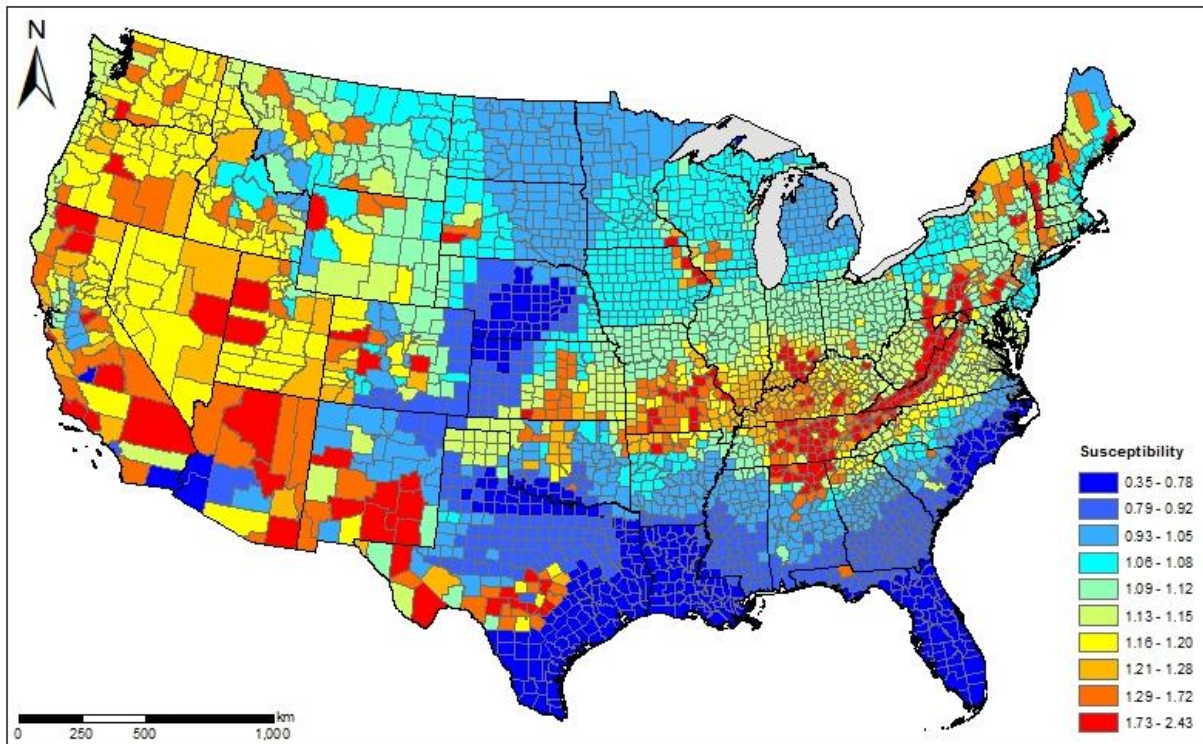 N
Susceptibility
0.35 - 0.78
0.79 - 0.92
0.93 - 1.05
1.06 - 1.08
1.09 - 1.12
1.13 - 1.15
1.16 - 1.20
1.21 - 1.28
1.29 - 1.72
1.73 - 2.43
km
0 250 500 1,000